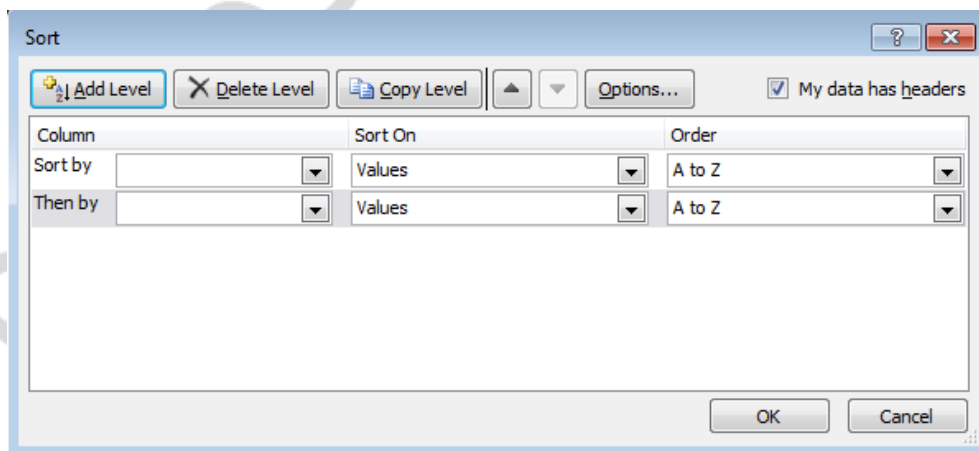 Sort
Add Level Delete Level Copy Level Options... My data has headers
Column Sort On Order
Sort by Values A to Z
Then by Values A to Z
OK Cancel